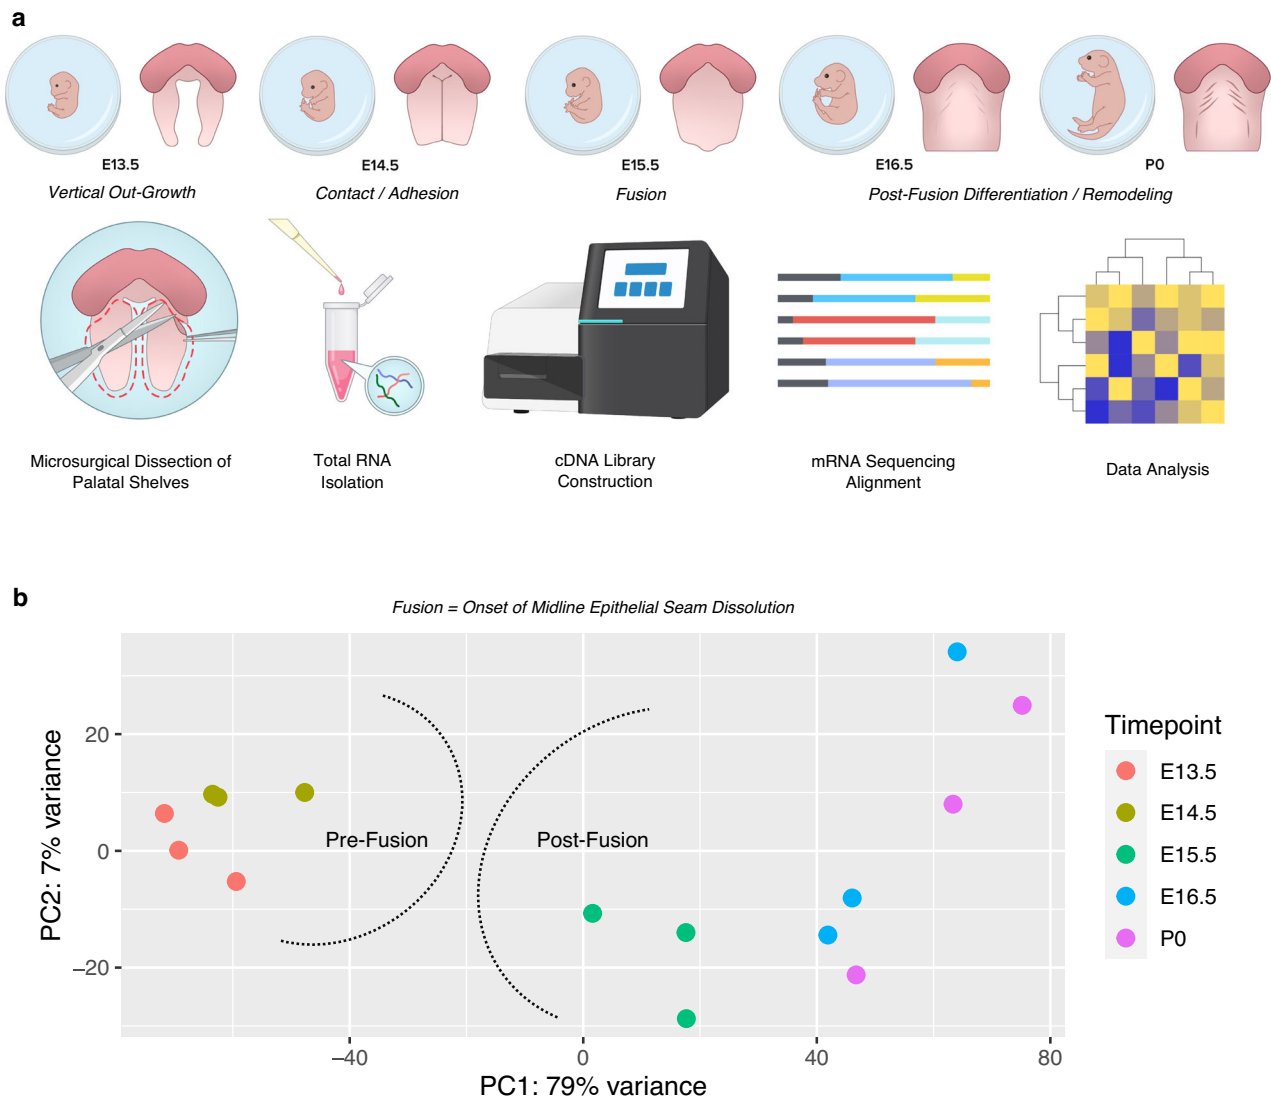 a
E13.5
E14.5
E15.5
E16.5
P0
Vertical Out-Growth
Contact / Adhesion
Fusion
Post-Fusion Differentiation / Remodeling
Microsurgical Dissection of
Palatal Shelves
Total RNA
Isolation
cDNA Library
Construction
mRNA Sequencing
Alignment
Data Analysis
b
Fusion = Onset of Midline Epithelial Seam Dissolution
PC2: 7% variance
20
0
−20
Pre-Fusion
Post-Fusion
−40
0
40
80
PC1: 79% variance
Timepoint
E13.5
E14.5
E15.5
E16.5
P0